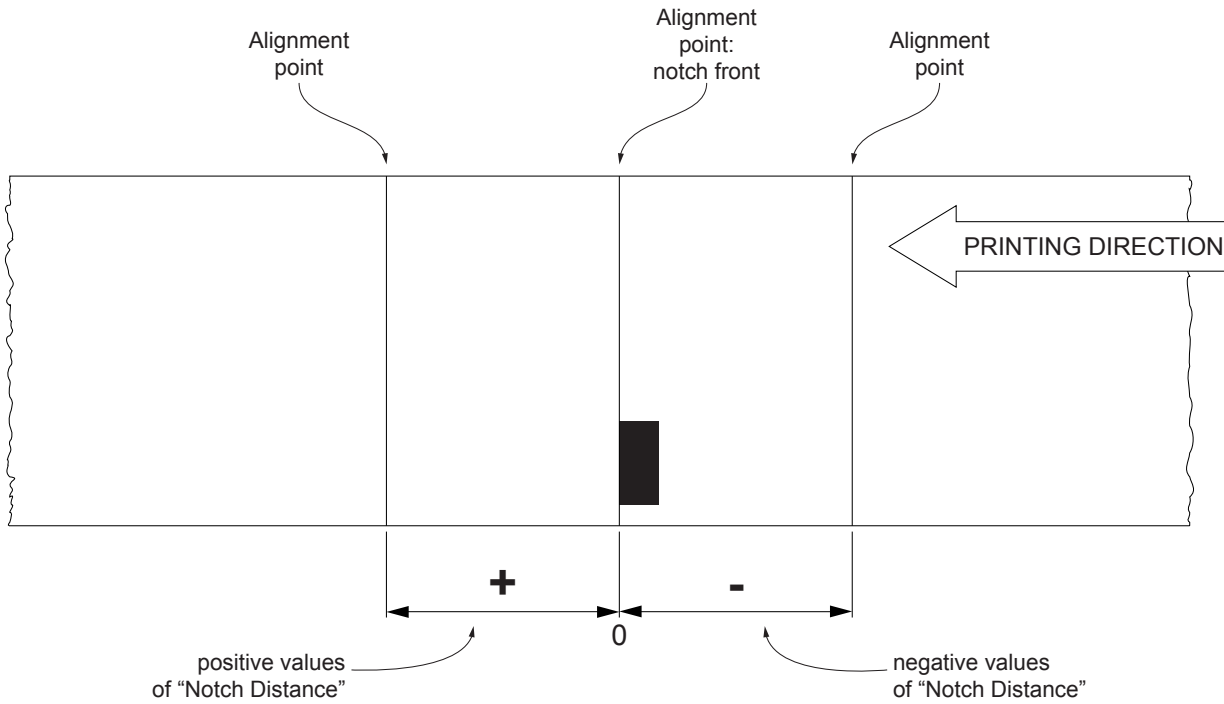 Alignment
point
Alignment
point:
notch front
Alignment
point
PRINTING DIRECTION
+
-
0
positive values
of “Notch Distance”
negative values
of “Notch Distance”